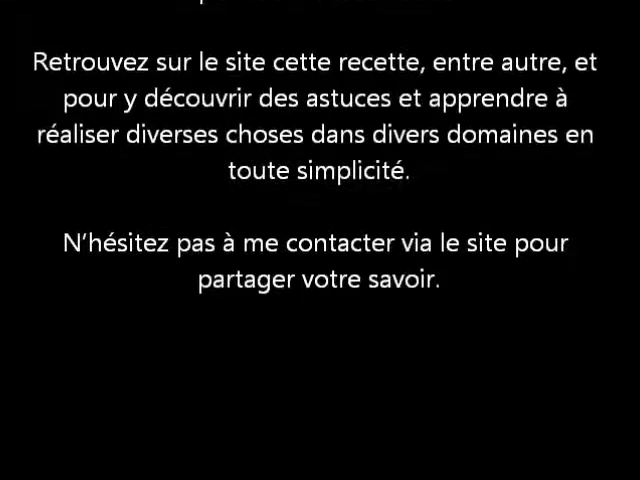 Retrouvez sur le site cette recette, entre autre, et
pour y découvrir des astuces et apprendre à
réaliser diverses choses dans divers domaines en
toute simplicité.
N’hésitez pas à me contacter via le site pour
partager votre savoir.